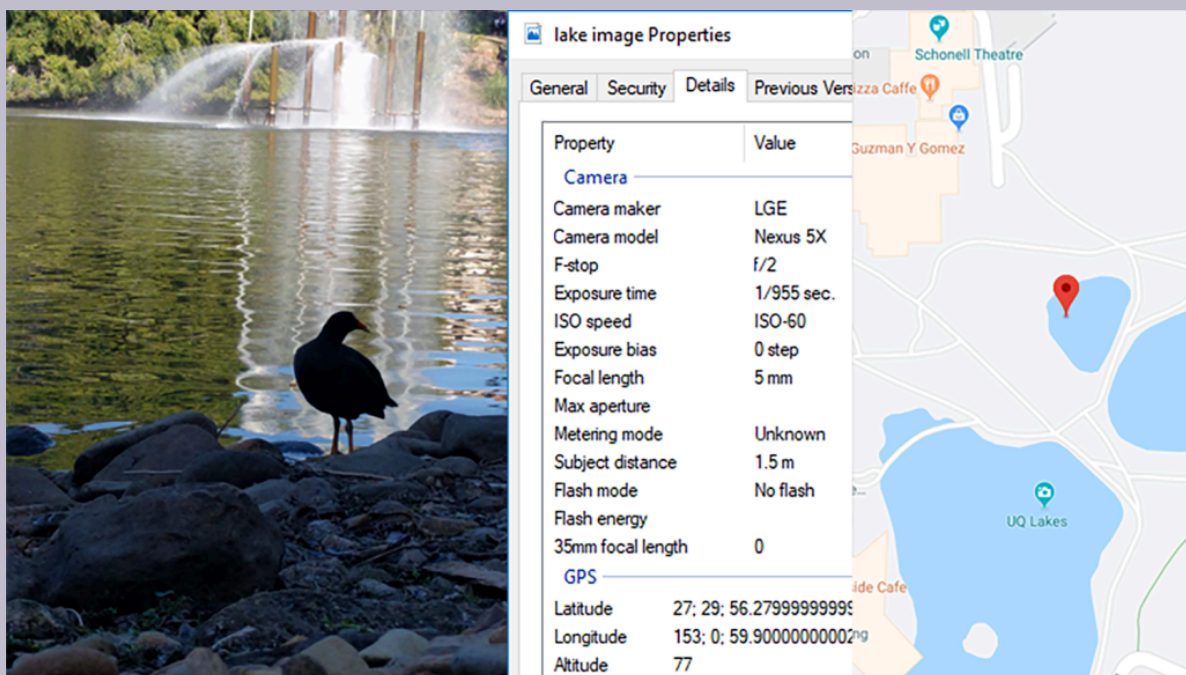 lake image Properties
General Security Details Previous Vers
Property Value
Camera
Camera maker LGE
Camera model Nexus 5X
F-stop f/2
Exposure time 1/955 sec.
ISO speed ISO-60
Exposure bias 0 step
Focal length 5 mm
Max aperture
Metering mode Unknown
Subject distance 1.5 m
Flash mode No flash
Flash energy
35mm focal length 0
GPS
Latitude 27; 29; 56.27999999999
Longitude 153; 0; 59.90000000002
Altitude 77
on
Schonell Theatre
izza Caffe
Guzman Y Gomez
e...
UQ Lakes
side Cafe
ng